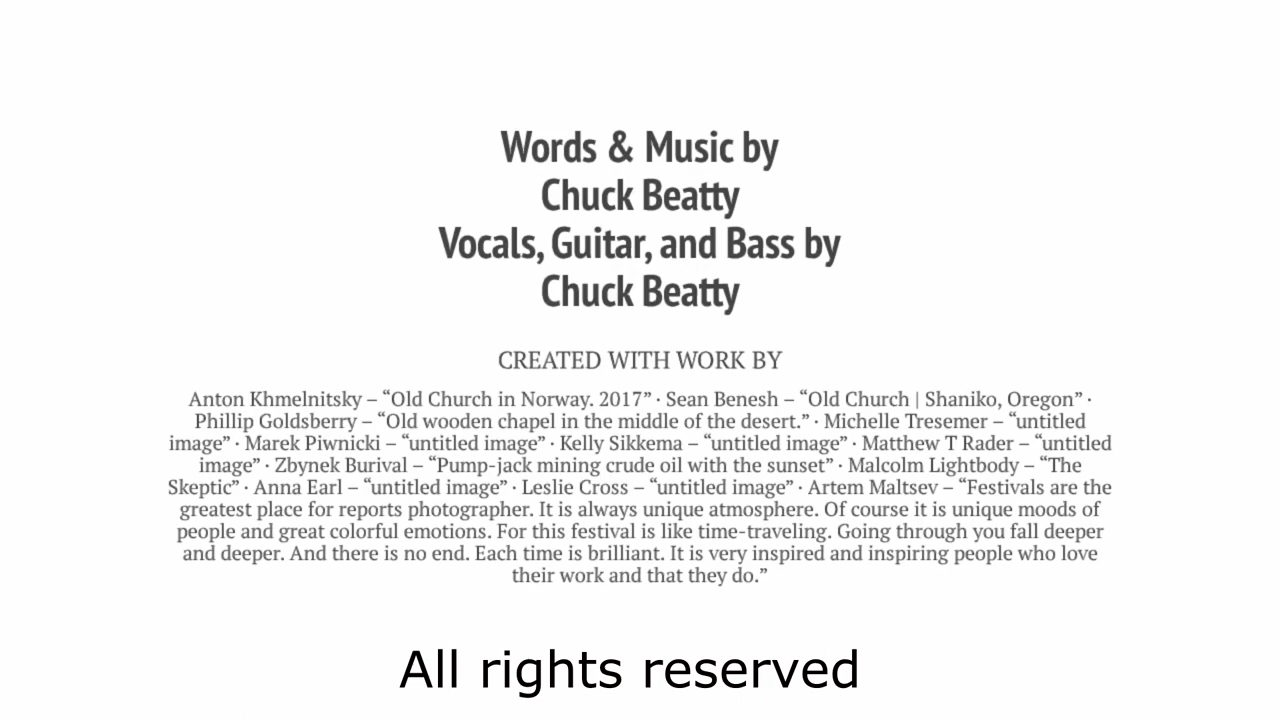 Words & Music by
Chuck Beatty
Vocals, Guitar, and Bass by
Chuck Beatty
CREATED WITH WORK BY
Anton Khmelnitsky – “Old Church in Norway. 2017” · Sean Benesh – “Old Church | Shaniko, Oregon” ·
Phillip Goldsberry – “Old wooden chapel in the middle of the desert.” · Michelle Tresemer – “untitled
image” · Marek Piwnicki – “untitled image” · Kelly Sikkema – “untitled image” · Matthew T Rader – “untitled
image” · Zbynek Burival – “Pump-jack mining crude oil with the sunset” · Malcolm Lightbody – “The
Skeptic” · Anna Earl – “untitled image” · Leslie Cross – “untitled image” · Artem Maltsev – “Festivals are the
greatest place for reports photographer. It is always unique atmosphere. Of course it is unique moods of
people and great colorful emotions. For this festival is like time-traveling. Going through you fall deeper
and deeper. And there is no end. Each time is brilliant. It is very inspired and inspiring people who love
their work and that they do.”
All rights reserved